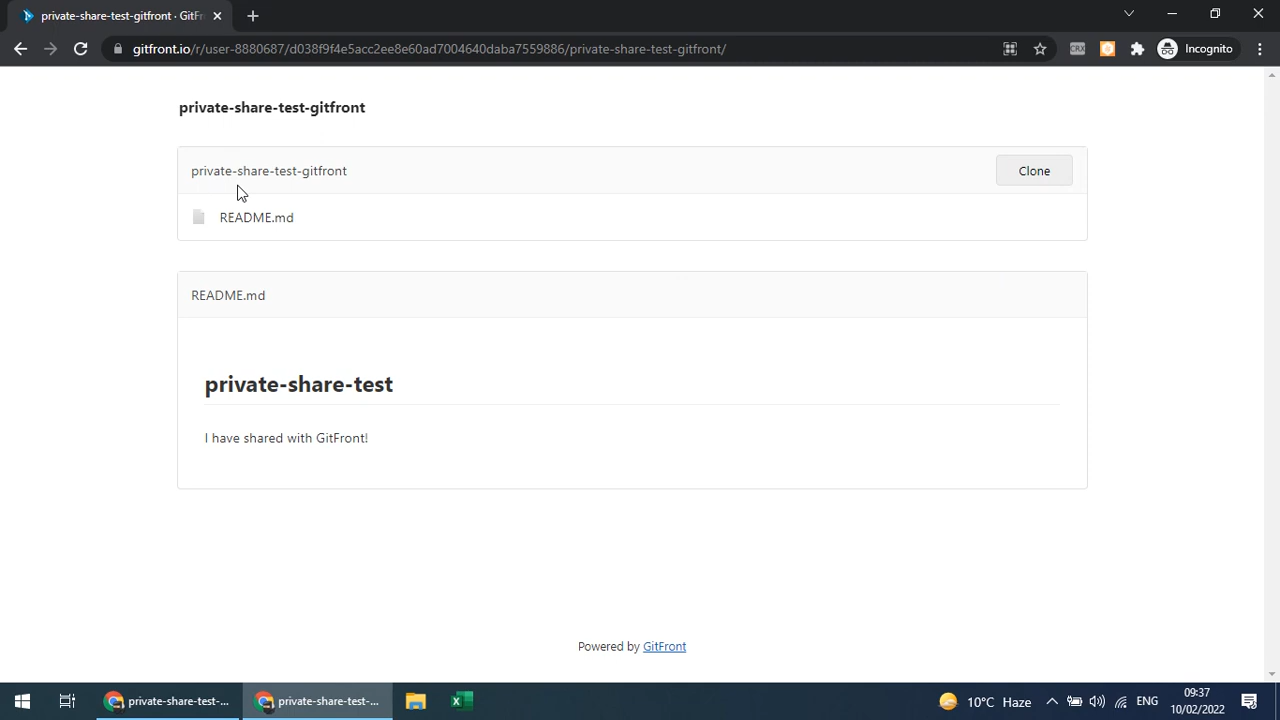 private-share-test-gitfront · GitFr
gitfront.io/r/user-8880687/d038f9f4e5acc2ee8e60ad7004640daba7559886/private-share-test-gitfront/
CRX
Incognito
private-share-test-gitfront
private-share-test-gitfront
Clone
README.md
README.md
private-share-test
I have shared with GitFront!
Powered by GitFront
private-share-test-...
private-share-test-...
10°C Haze
ENG
09:37
10/02/2022